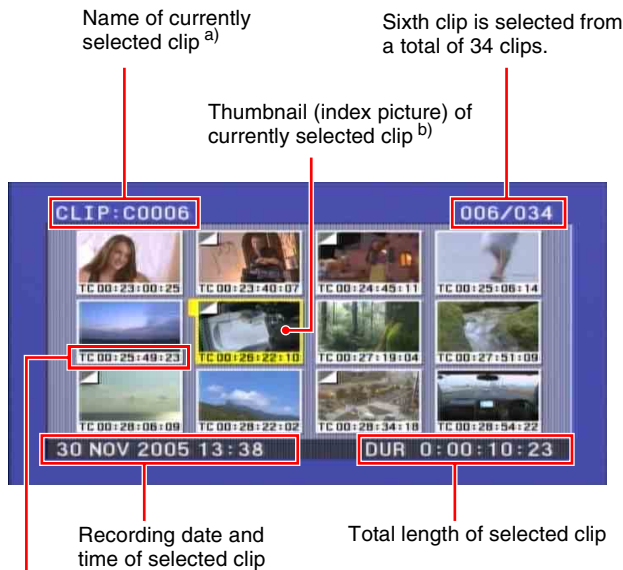 Name of currently
selected clip a)
Sixth clip is selected from
a total of 34 clips.
Thumbnail (index picture) of
currently selected clip b)
CLIP:C0006
006/034
TC 00:23:00:25
TC 00:23:40:07
TC 00:24:45:11
TC 00:25:06:14
TC 00:25:49:23
TC 00:26:22:10
TC 00:27:19:04
TC 00:27:51:09
TC 00:28:06:09
TC 00:28:22:02
TC 00:28:34:18
TC 00:28:54:22
30 NOV 2005 13:38
DUR 0:00:10:23
Recording date and
time of selected clip
Total length of selected clip